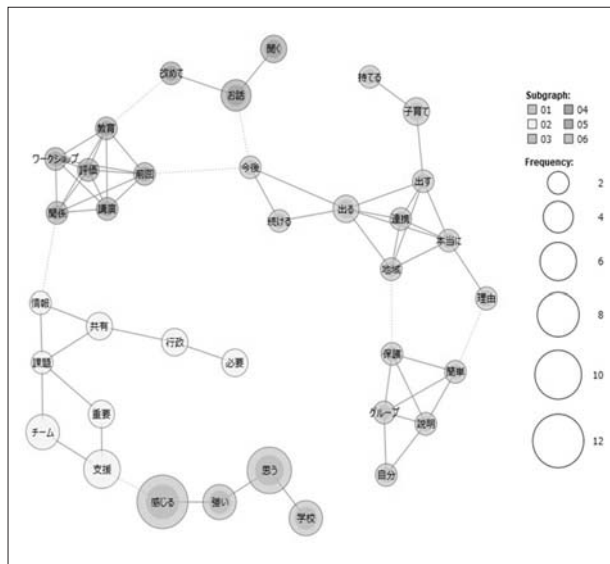 聞く
改めて
お話
持てる
子育て
教育
ワークショップ
評価
前回
今後
出す
関係
講演
続ける
出る
連携
本当に
地域
情報
理由
共有
行政
必要
課題
保護
簡単
重要
グループ
説明
チーム
支援
自分
思う
感じる
強い
学校
Subgraph:
01 04
02 05
03 06
Frequency:
2
4
6
8
10
12